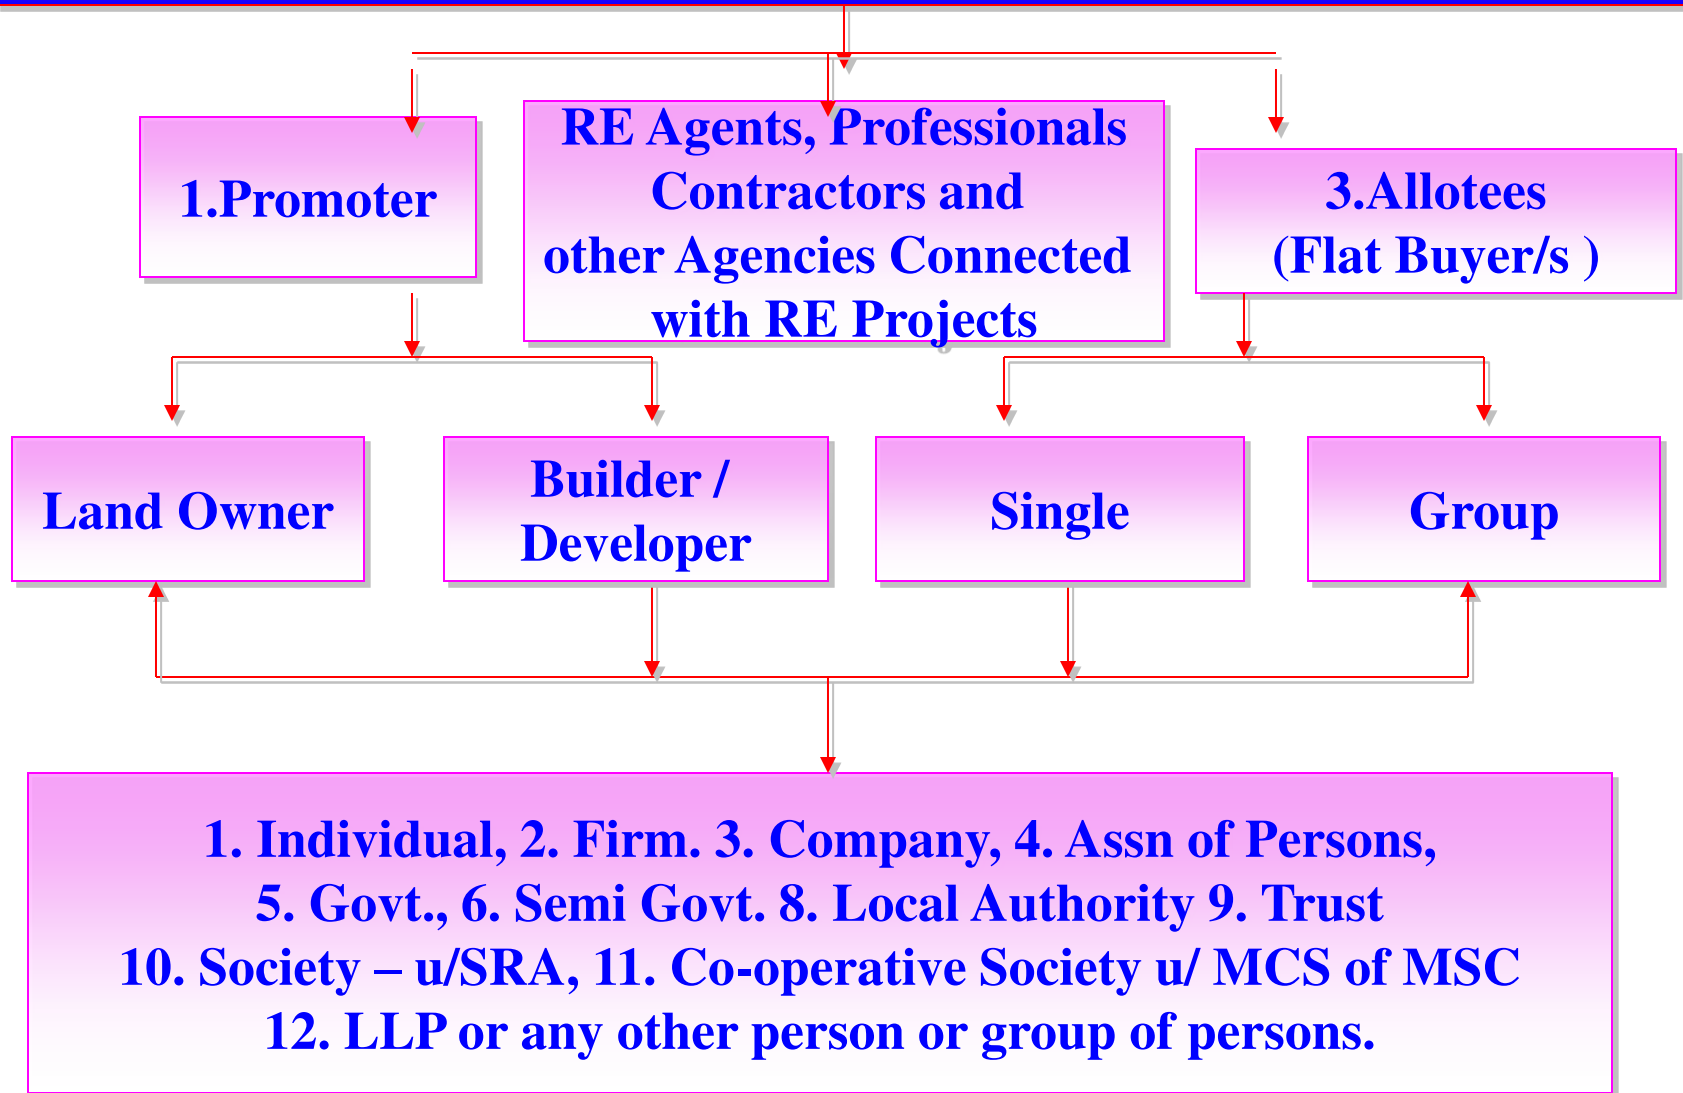 1.Promoter
RE Agents, Professionals
Contractors and
other Agencies Connected
with RE Projects
3.Allotees
(Flat Buyer/s )
Land Owner
Builder /
Developer
Single
Group
1. Individual, 2. Firm. 3. Company, 4. Assn of Persons,
5. Govt., 6. Semi Govt. 8. Local Authority 9. Trust
10. Society – u/SRA, 11. Co-operative Society u/ MCS of MSC
12. LLP or any other person or group of persons.